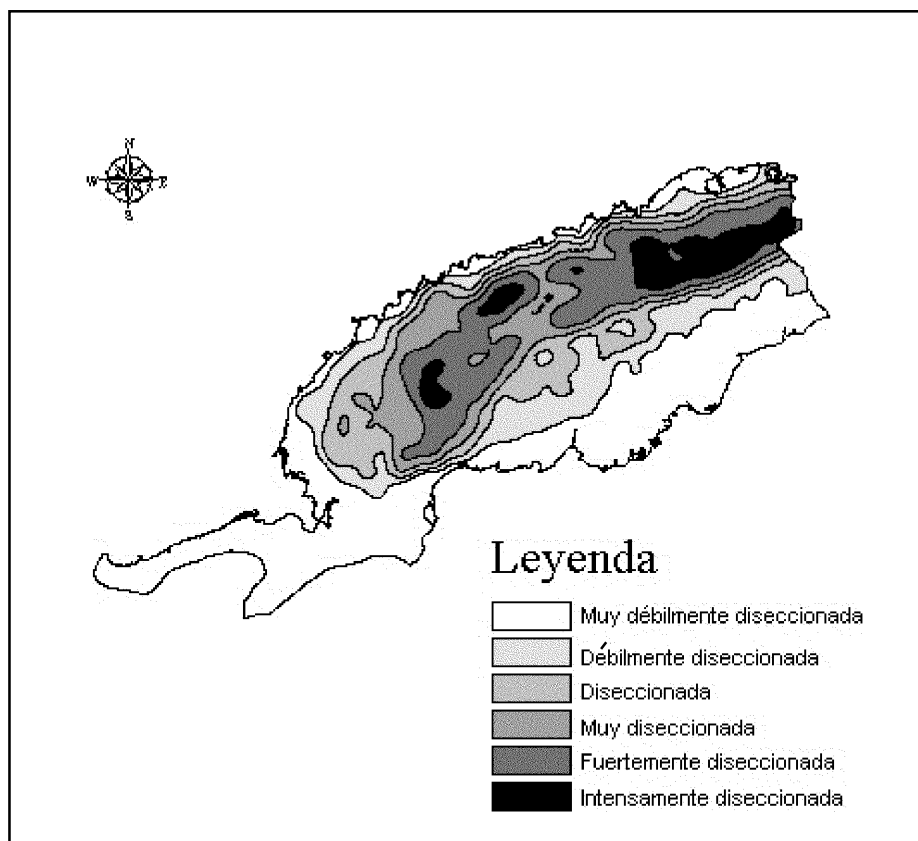 N
W E
S
Leyenda
Muy débilmente diseccionada
Débilmente diseccionada
Diseccionada
Muy diseccionada
Fuertemente diseccionada
Intensamente diseccionada